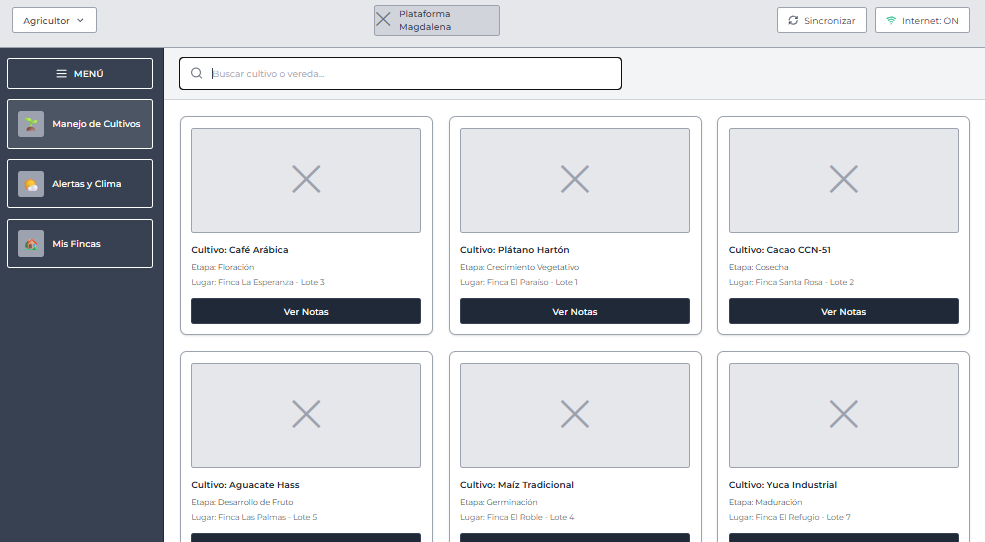 Agricultor
Plataforma
Magdalena
Sincronizar
Internet: ON
MENÚ
Buscar cultivo o vereda...
Manejo de Cultivos
Alertas y Clima
Mis Fincas
Cultivo: Café Arábica
Etapa: Floración
Lugar: Finca La Esperanza - Lote 3
Ver Notas
Cultivo: Plátano Hartón
Etapa: Crecimiento Vegetativo
Lugar: Finca El Paraíso - Lote 1
Ver Notas
Cultivo: Cacao CCN-51
Etapa: Cosecha
Lugar: Finca Santa Rosa - Lote 2
Ver Notas
Cultivo: Aguacate Hass
Etapa: Desarrollo de Fruto
Lugar: Finca Las Palmas - Lote 5
Cultivo: Maíz Tradicional
Etapa: Germinación
Lugar: Finca El Roble - Lote 4
Cultivo: Yuca Industrial
Etapa: Maduración
Lugar: Finca El Refugio - Lote 7